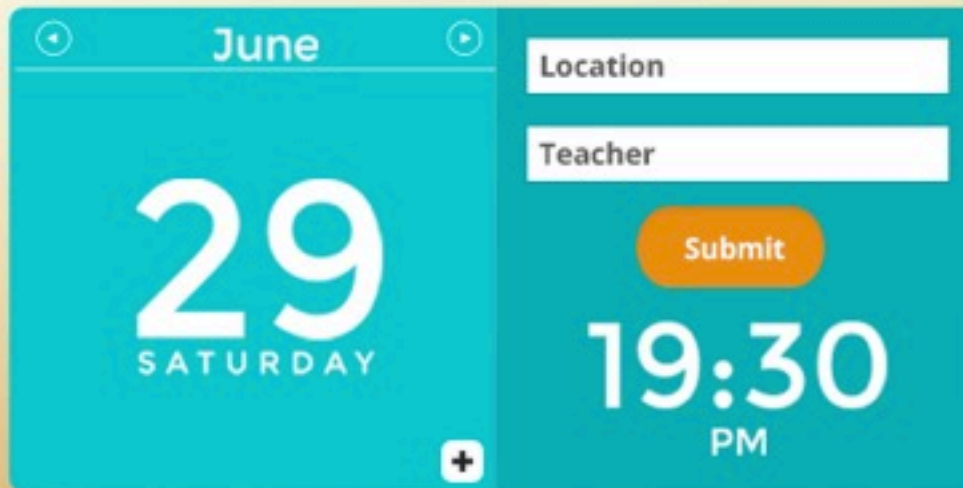 June
29
SATURDAY
Location
Teacher
Submit
19:30
PM